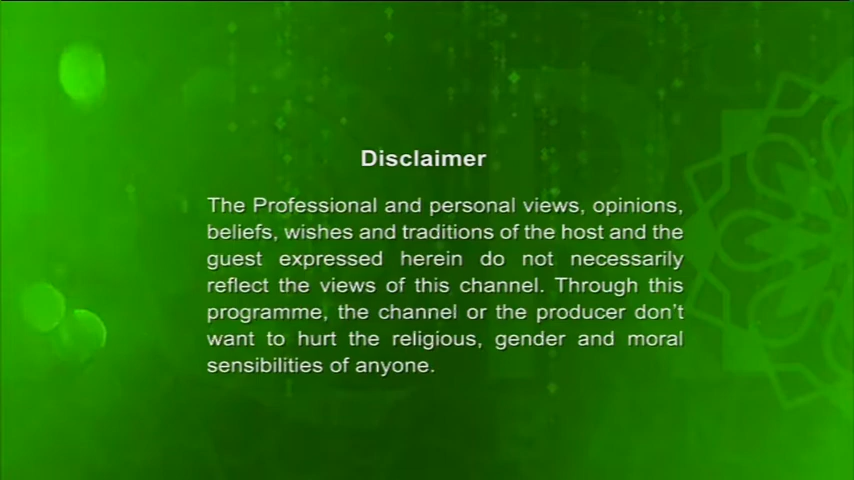 Disclaimer
The Professional and personal views, opinions,
beliefs, wishes and traditions of the host and the
guest expressed herein do not necessarily
reflect the views of this channel. Through this
programme, the channel or the producer don't
want to hurt the religious, gender and moral
sensibilities of anyone.